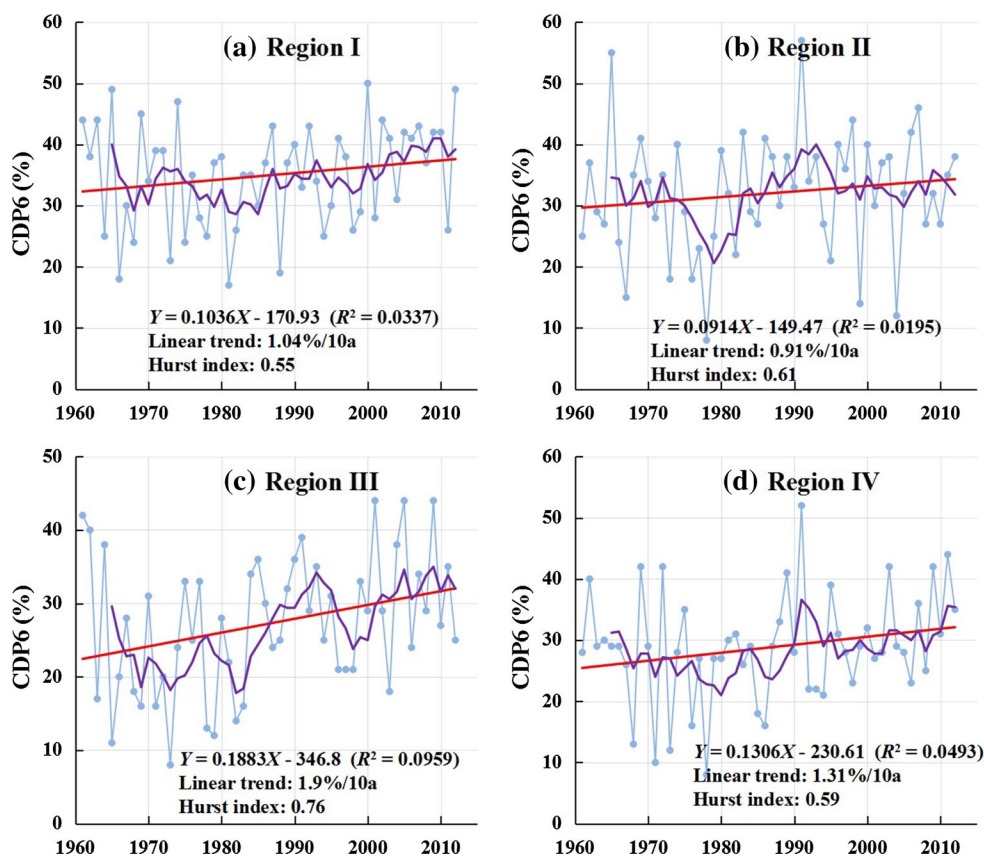 60
50
40
30
20
10
0
CDP6 (%)
(a) Region I
Y = 0.1036X - 170.93 (R² = 0.0337)
Linear trend: 1.04%/10a
Hurst index: 0.55
1960 1970 1980 1990 2000 2010
60
50
40
30
20
10
0
CDP6 (%)
(b) Region II
Y = 0.0914X - 149.47 (R² = 0.0195)
Linear trend: 0.91%/10a
Hurst index: 0.61
1960 1970 1980 1990 2000 2010
50
40
30
20
10
0
CDP6 (%)
(c) Region III
Y = 0.1883X - 346.8 (R² = 0.0959)
Linear trend: 1.9%/10a
Hurst index: 0.76
1960 1970 1980 1990 2000 2010
60
50
40
30
20
10
0
CDP6 (%)
(d) Region IV
Y = 0.1306X - 230.61 (R² = 0.0493)
Linear trend: 1.31%/10a
Hurst index: 0.59
1960 1970 1980 1990 2000 2010